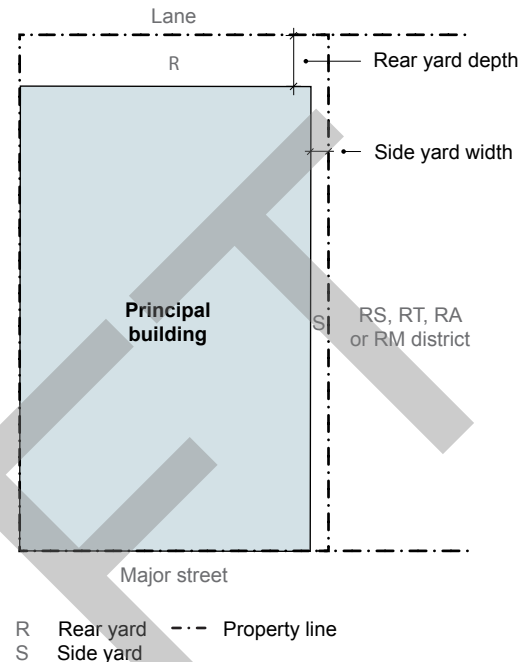 Lane
R
Rear yard depth
Side yard width
Principal
building
S
RS, RT, RA
or RM district
Major street
R Rear yard Property line
S Side yard